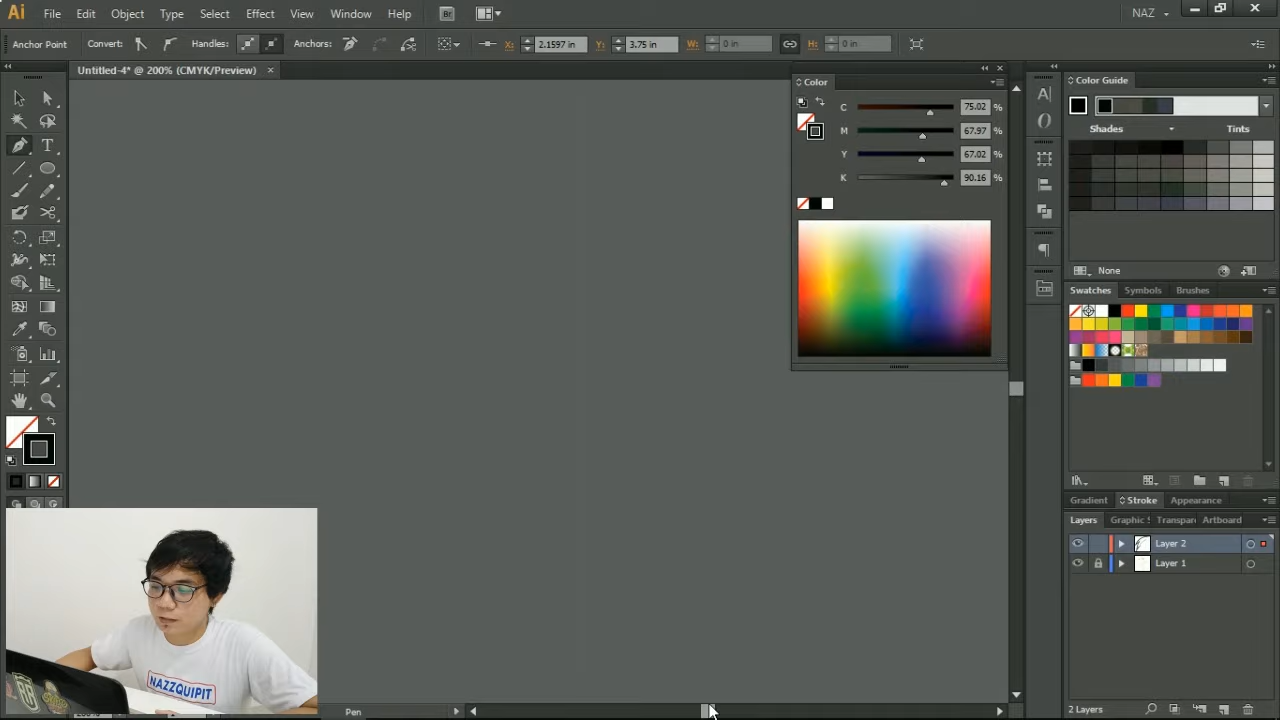 Ai File Edit Object Type Select Effect View Window Help Br NAZ
Anchor Point Convert: Handles: Anchors: X: 2.1597 in Y: 3.75 in W: 0 in H: 0 in
Untitled-4* @ 200% (CMYK/Preview)
Color
C 75.02 %
M 67.97 %
Y 67.02 %
K 90.16 %
Color Guide
Shades Tints
None
Swatches Symbols Brushes
Gradient Stroke Appearance
Layers Graphic Transpar Artboard
Layer 2
Layer 1
2 Layers
Pen
NAZZQUIPIT